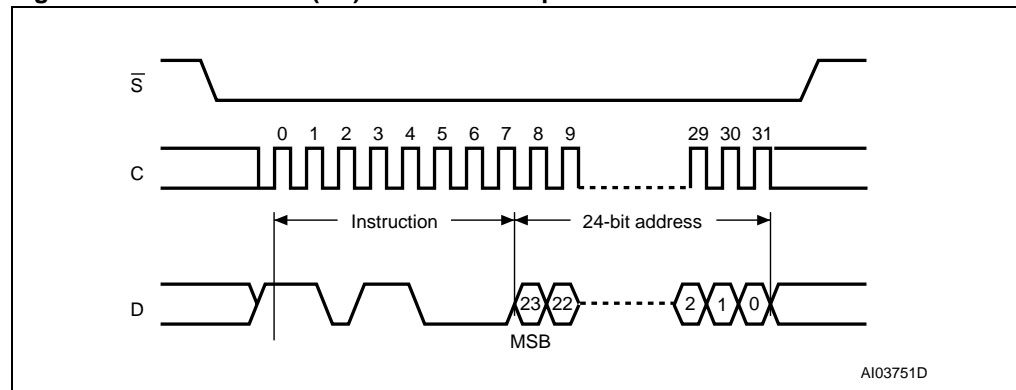 S
0 1 2 3 4 5 6 7 8 9 29 30 31
C
Instruction 24-bit address
D 23 22 2 1 0
MSB
AI03751D